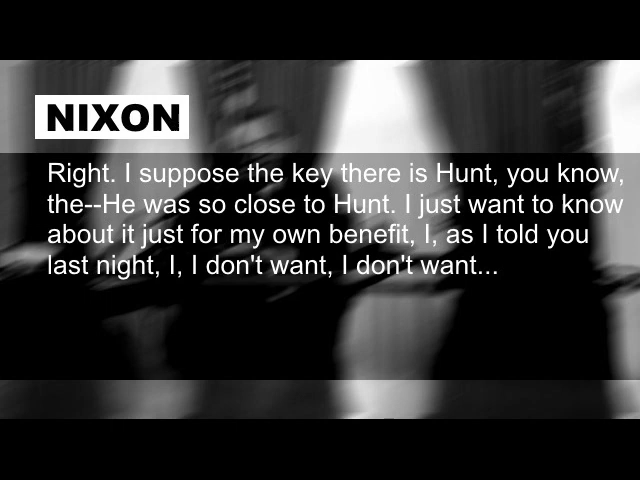 NIXON
Right. I suppose the key there is Hunt, you know,
the--He was so close to Hunt. I just want to know
about it just for my own benefit, I, as I told you
last night, I, I don't want, I don't want...